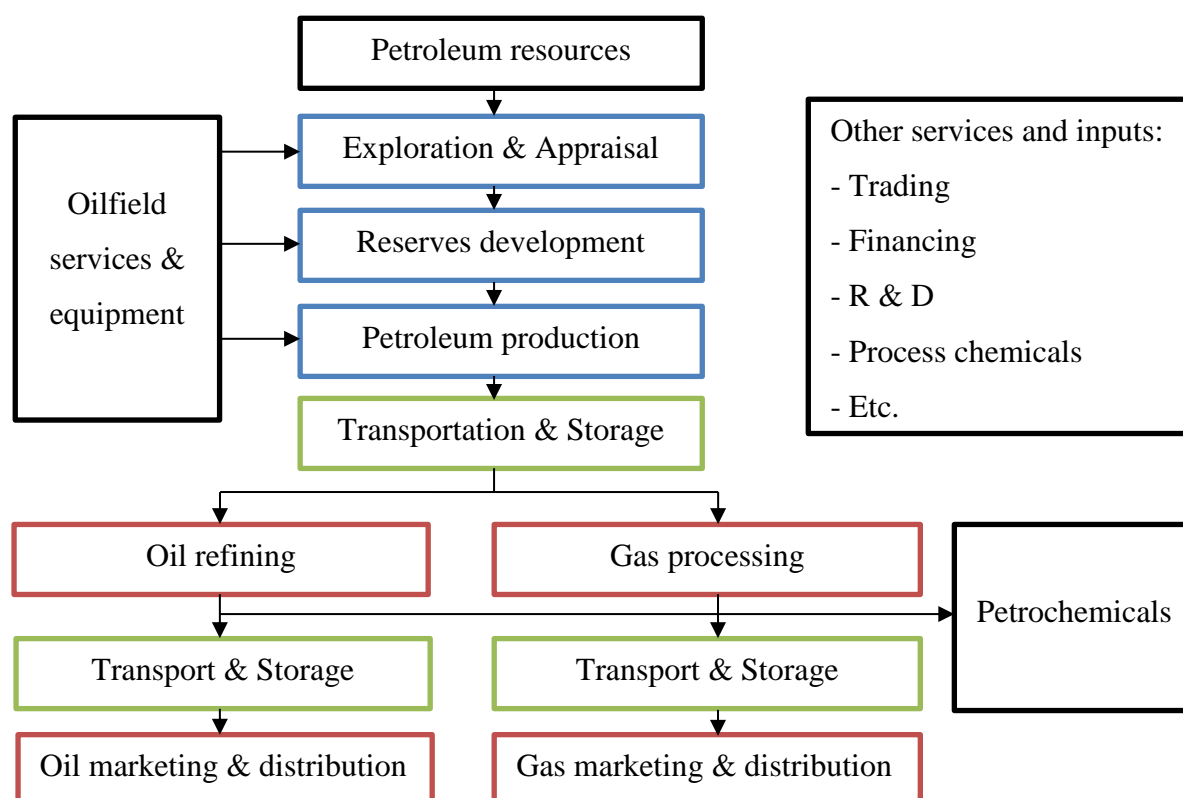 Petroleum resources
Exploration & Appraisal
Reserves development
Petroleum production
Transportation & Storage
Oilfield
services &
equipment
Other services and inputs:
- Trading
- Financing
- R & D
- Process chemicals
- Etc.
Oil refining
Gas processing
Petrochemicals
Transport & Storage
Transport & Storage
Oil marketing & distribution
Gas marketing & distribution